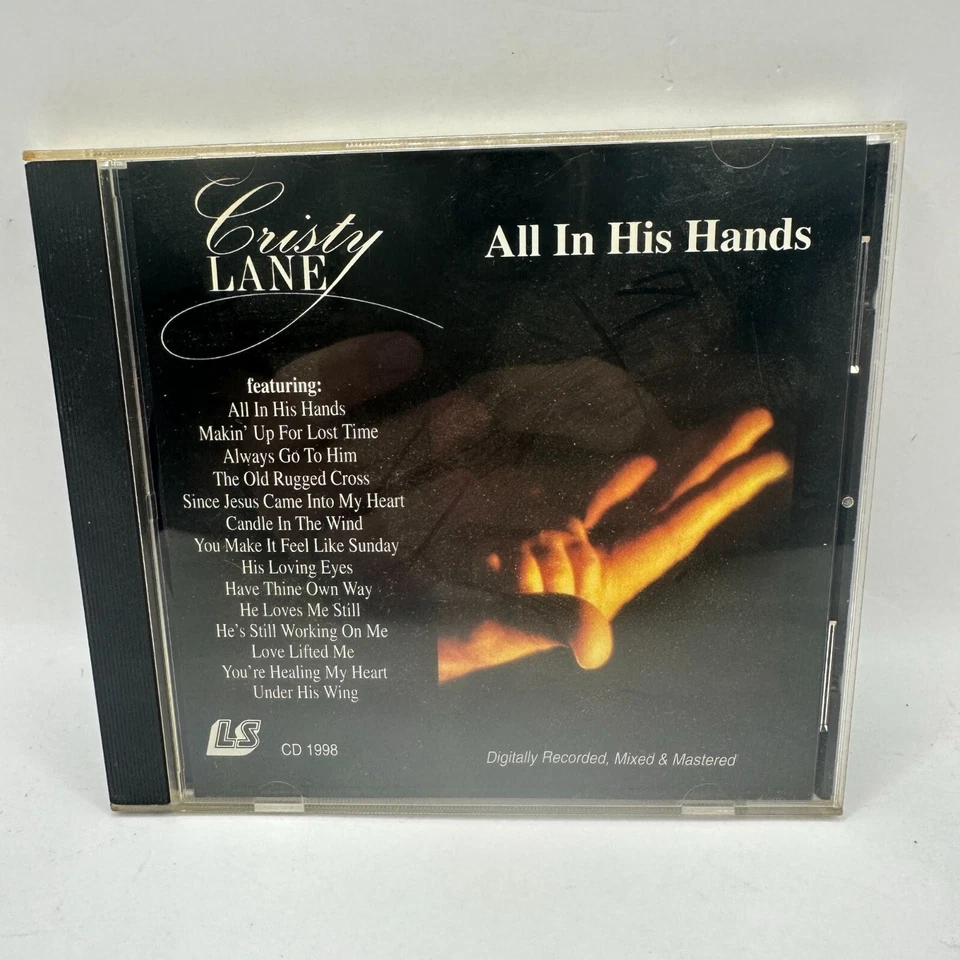 Cristy
LANE
All In His Hands
featuring:
All In His Hands
Makin' Up For Lost Time
Always Go To Him
The Old Rugged Cross
Since Jesus Came Into My Heart
Candle In The Wind
You Make It Feel Like Sunday
His Loving Eyes
Have Thine Own Way
He Loves Me Still
He's Still Working On Me
Love Lifted Me
You're Healing My Heart
Under His Wing
LS
CD 1998
Digitally Recorded, Mixed & Mastered